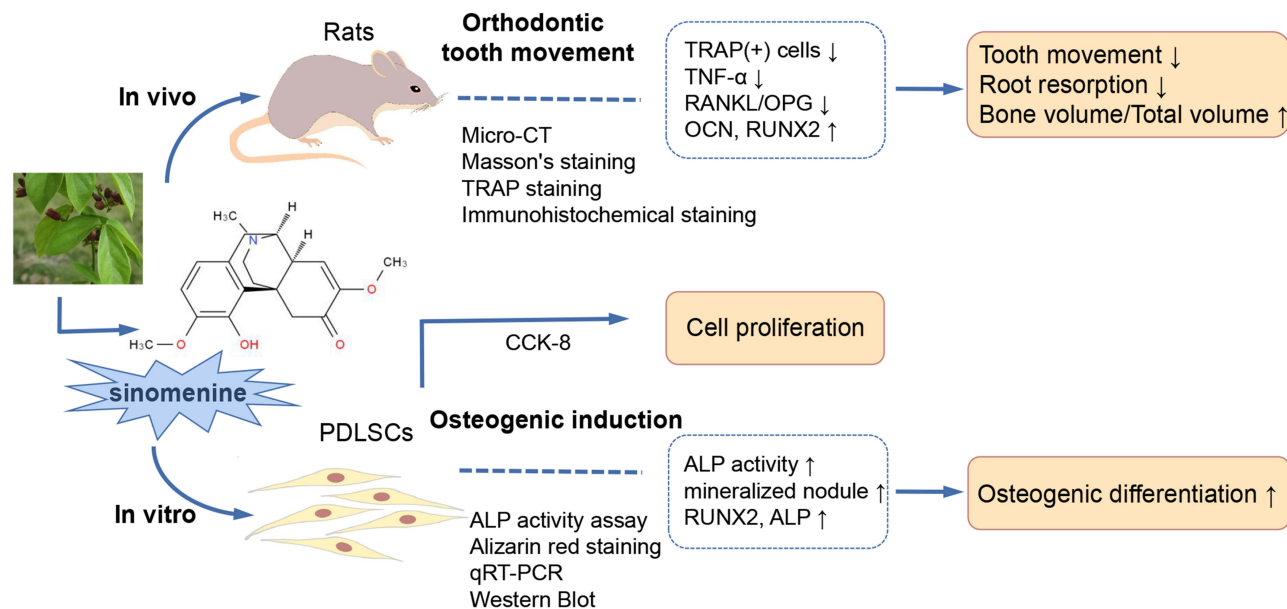 Rats
Orthodontic
tooth movement
In vivo
Micro-CT
Masson's staining
TRAP staining
Immunohistochemical staining
TRAP(+) cells ↓
TNF-α ↓
RANKL/OPG ↓
OCN, RUNX2 ↑
Tooth movement ↓
Root resorption ↓
Bone volume/Total volume ↑
H₃C
N
H
H
CH₃
O
H₃C
O
OH
O
sinomenine
CCK-8
Cell proliferation
In vitro
PDLSCs
Osteogenic induction
ALP activity assay
Alizarin red staining
qRT-PCR
Western Blot
ALP activity ↑
mineralized nodule ↑
RUNX2, ALP ↑
Osteogenic differentiation ↑